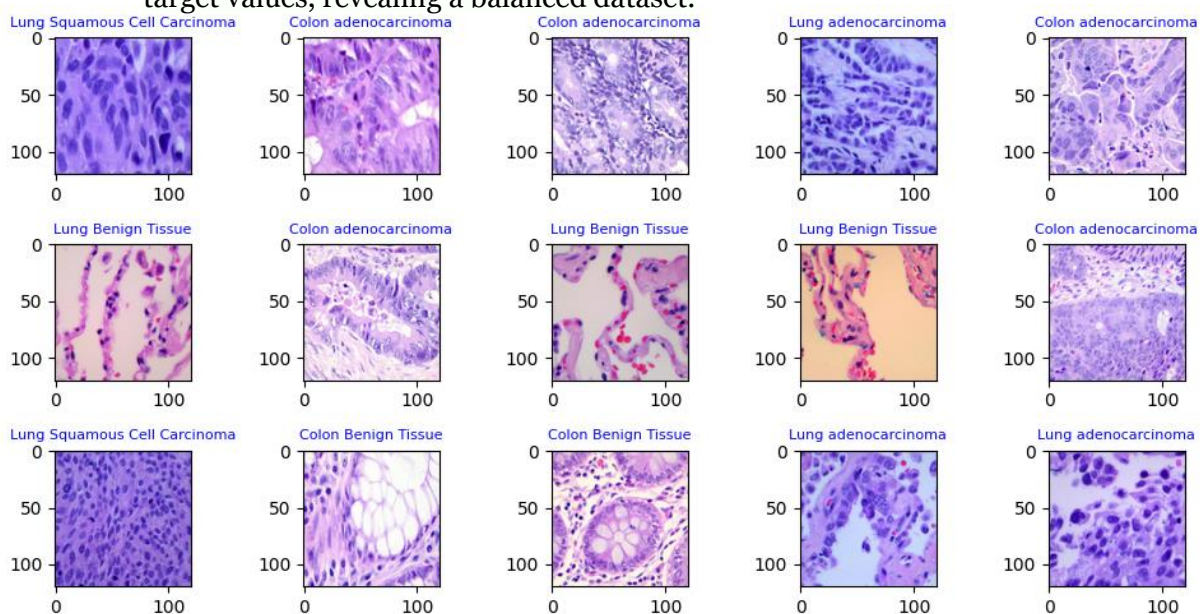 target values, revealing a balanced dataset.
Lung Squamous Cell Carcinoma Colon adenocarcinoma Colon adenocarcinoma Lung adenocarcinoma Colon adenocarcinoma
0 0 0 0 0
50 50 50 50 50
100 100 100 100 100
0 100 0 100 0 100 0 100 0 100
Lung Benign Tissue Colon adenocarcinoma Lung Benign Tissue Lung Benign Tissue Colon adenocarcinoma
0 0 0 0 0
50 50 50 50 50
100 100 100 100 100
0 100 0 100 0 100 0 100 0 100
Lung Squamous Cell Carcinoma Colon Benign Tissue Colon Benign Tissue Lung adenocarcinoma Lung adenocarcinoma
0 0 0 0 0
50 50 50 50 50
100 100 100 100 100
0 100 0 100 0 100 0 100 0 100